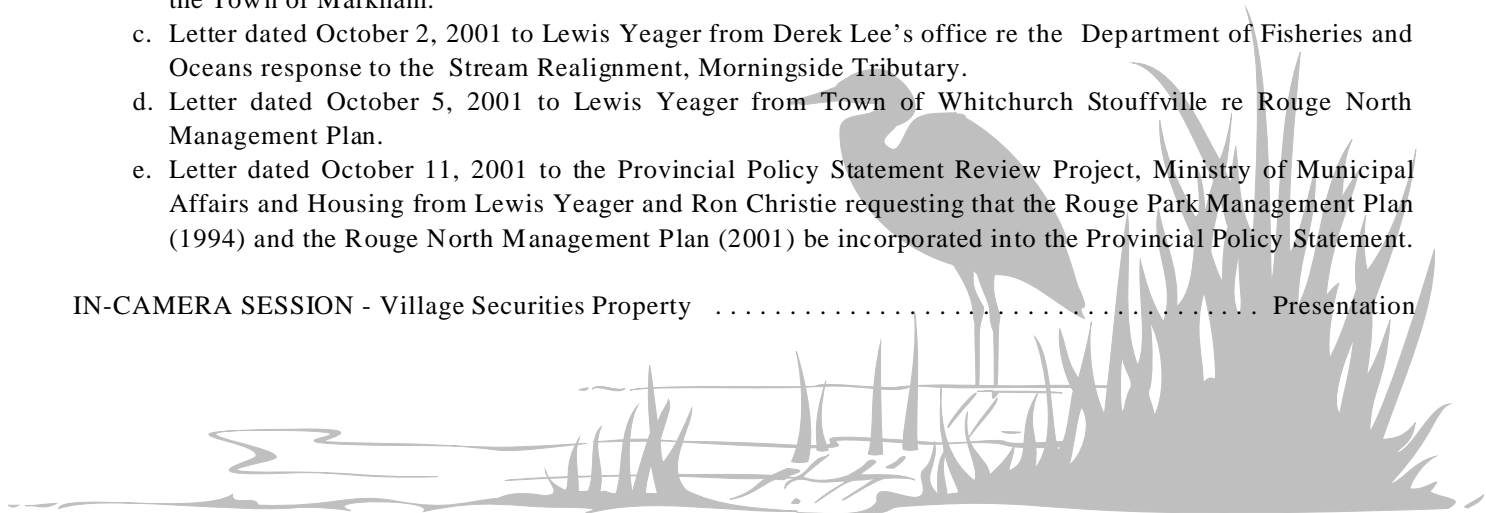 the Town of Markham.
c. Letter dated October 2, 2001 to Lewis Yeager from Derek Lee's office re the Department of Fisheries and
Oceans response to the Stream Realignment, Morningside Tributary.
d. Letter dated October 5, 2001 to Lewis Yeager from Town of Whitchurch Stouffville re Rouge North
Management Plan.
e. Letter dated October 11, 2001 to the Provincial Policy Statement Review Project, Ministry of Municipal
Affairs and Housing from Lewis Yeager and Ron Christie requesting that the Rouge Park Management Plan
(1994) and the Rouge North Management Plan (2001) be incorporated into the Provincial Policy Statement.
IN-CAMERA SESSION - Village Securities Property . . . . . . . . . . . . . . . . . . . . . . . . . . . . . . . . . . . . . Presentation